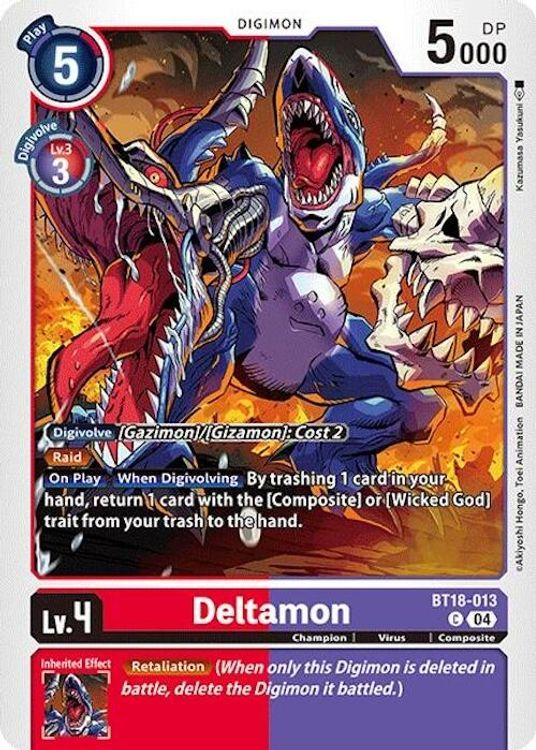 DIGIMON
Play
5
DP
5000
Digivolve
Lv.3
3
Kazumasa Yasukuni
©Akiyoshi Hongo, Toei Animation BANDAI MADE IN JAPAN
Digivolve [Gazimon]/[Gizamon]: Cost 2
Raid
On Play When Digivolving By trashing 1 card in your
hand, return 1 card with the [Composite] or [Wicked God]
trait from your trash to the hand.
Lv.4
Deltamon
BT18-013
C 04
Champion | Virus | Composite
Inherited Effect
Retaliation (When only this Digimon is deleted in
battle, delete the Digimon it battled.)